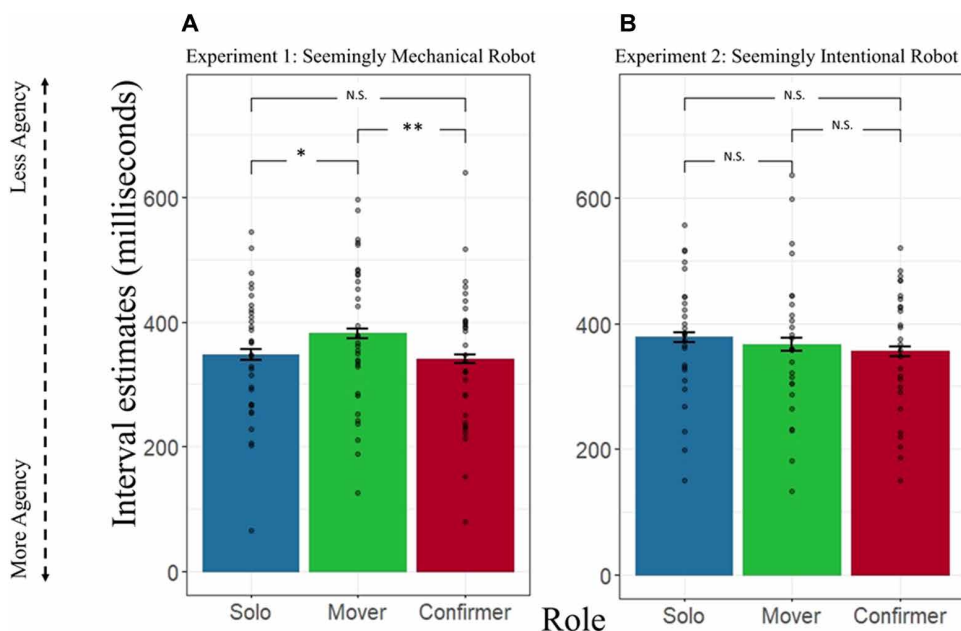 A
B
Experiment 1: Seemingly Mechanical Robot
Experiment 2: Seemingly Intentional Robot
Less Agency
More Agency
Interval estimates (milliseconds)
N.S.
**
*
600
400
200
0
Solo
Mover
Confirmer
N.S.
N.S.
N.S.
600
400
200
0
Solo
Mover
Confirmer
Role